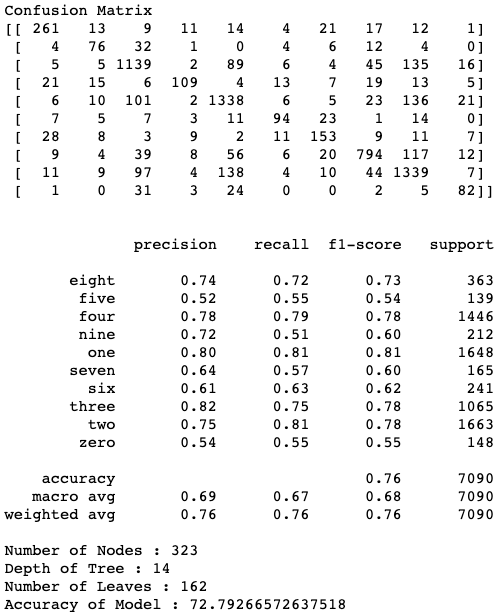 Confusion Matrix
[[ 261 13 9 11 14 4 21 17 12 1]
[ 4 76 32 1 0 4 6 12 4 0]
[ 5 5 1139 2 89 6 4 45 135 16]
[ 21 15 6 109 4 13 7 19 13 5]
[ 6 10 101 2 1338 6 5 23 136 21]
[ 7 5 7 3 11 94 23 1 14 0]
[ 28 8 3 9 2 11 153 9 11 7]
[ 9 4 39 8 56 6 20 794 117 12]
[ 11 9 97 4 138 4 10 44 1339 7]
[ 1 0 31 3 24 0 0 2 5 82]]
precision recall f1-score support
eight 0.74 0.72 0.73 363
five 0.52 0.55 0.54 139
four 0.78 0.79 0.78 1446
nine 0.72 0.51 0.60 212
one 0.80 0.81 0.81 1648
seven 0.64 0.57 0.60 165
six 0.61 0.63 0.62 241
three 0.82 0.75 0.78 1065
two 0.75 0.81 0.78 1663
zero 0.54 0.55 0.55 148
accuracy 0.76 7090
macro avg 0.69 0.67 0.68 7090
weighted avg 0.76 0.76 0.76 7090
Number of Nodes : 323
Depth of Tree : 14
Number of Leaves : 162
Accuracy of Model : 72.79266572637518